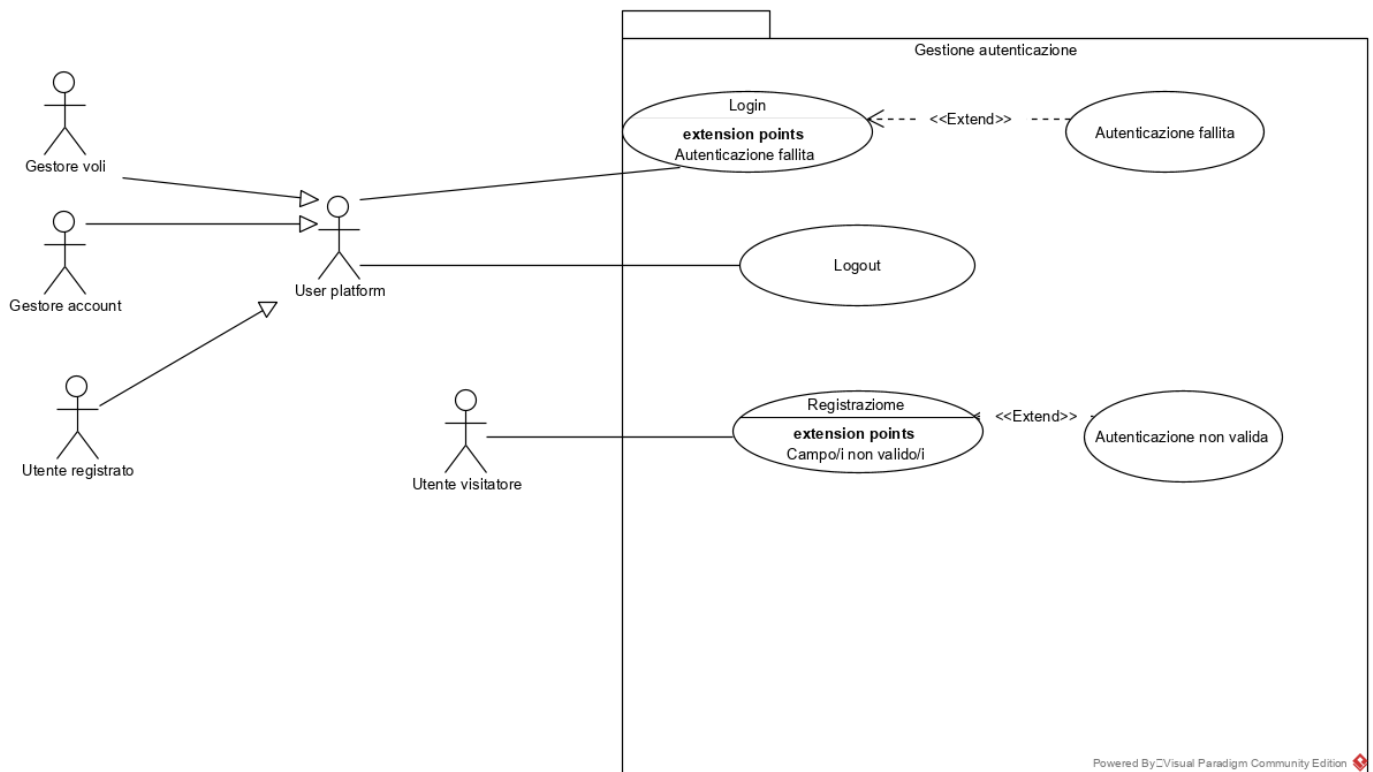 Gestione autenticazione
Gestore voli
Login
extension points
Autenticazione fallita
<<Extend>>
Autenticazione fallita
Gestore account
User platform
Logout
Utente registrato
Utente visitatore
Registraziome
extension points
Campo/i non valido/i
<<Extend>>
Autenticazione non valida
Powered By Visual Paradigm Community Edition